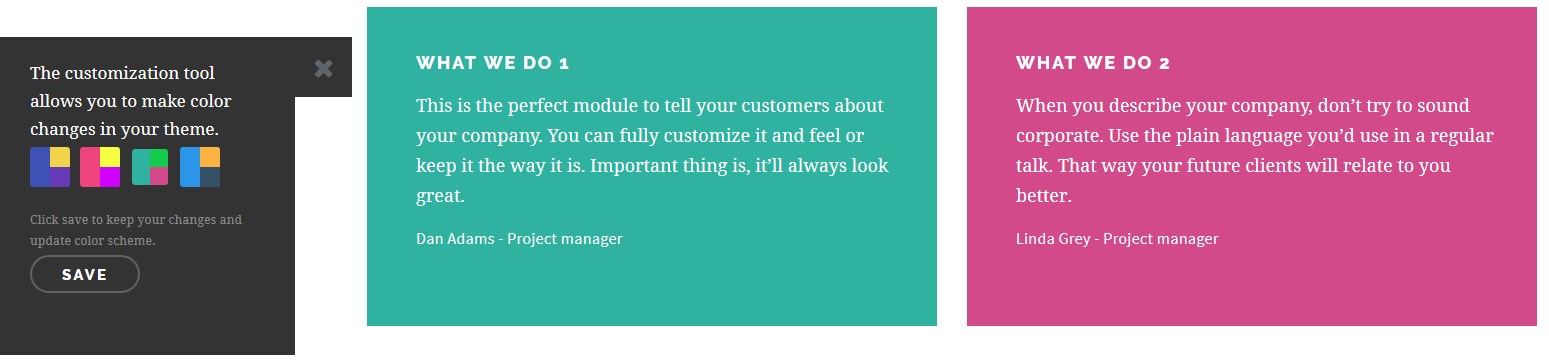 The customization tool
allows you to make color
changes in your theme.
Click save to keep your changes and
update color scheme.
SAVE
WHAT WE DO 1
This is the perfect module to tell your customers about
your company. You can fully customize it and feel or
keep it the way it is. Important thing is, it’ll always look
great.
Dan Adams - Project manager
WHAT WE DO 2
When you describe your company, don’t try to sound
corporate. Use the plain language you’d use in a regular
talk. That way your future clients will relate to you
better.
Linda Grey - Project manager